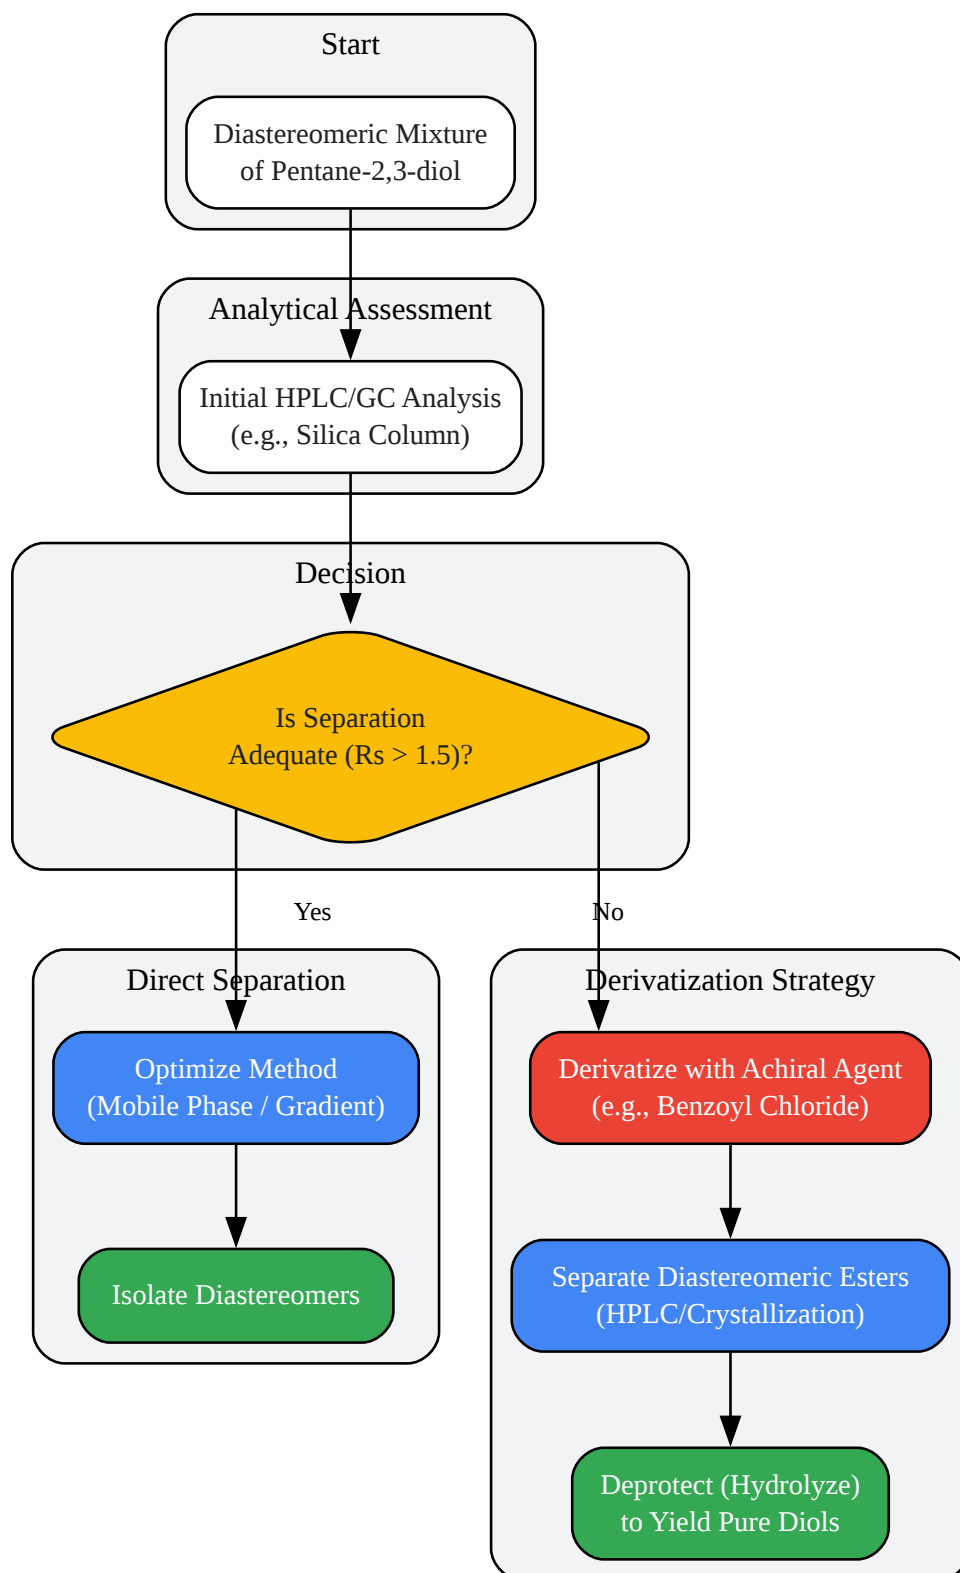 Start
Diastereomeric Mixture
of Pentane-2,3-diol
Analytical Assessment
Initial HPLC/GC Analysis
(e.g., Silica Column)
Decision
Is Separation
Adequate (Rs > 1.5)?
Yes
No
Direct Separation
Optimize Method
(Mobile Phase / Gradient)
Isolate Diastereomers
Derivatization Strategy
Derivatize with Achiral Agent
(e.g., Benzoyl Chloride)
Separate Diastereomeric Esters
(HPLC/Crystallization)
Deprotect (Hydrolyze)
to Yield Pure Diols